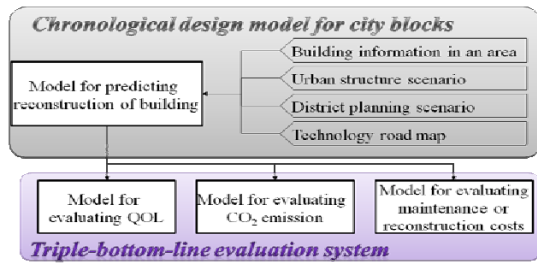 Chronological design model for city blocks
Building information in an area
Urban structure scenario
District planning scenario
Technology road map
Model for predicting
reconstruction of building
Model for
evaluating QOL
Model for evaluating
CO₂ emission
Model for evaluating
maintenance or
reconstruction costs
Triple-bottom-line evaluation system